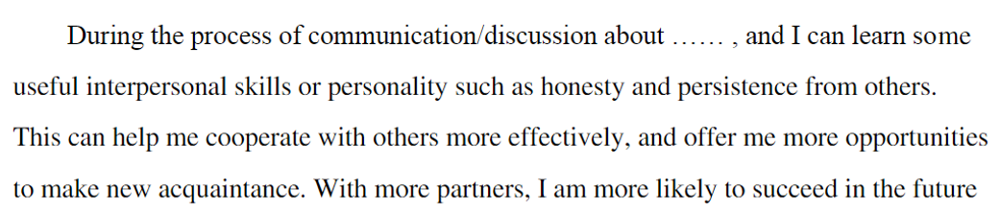 During the process of communication/discussion about ...... , and I can learn some
useful interpersonal skills or personality such as honesty and persistence from others.
This can help me cooperate with others more effectively, and offer me more opportunities
to make new acquaintance. With more partners, I am more likely to succeed in the future